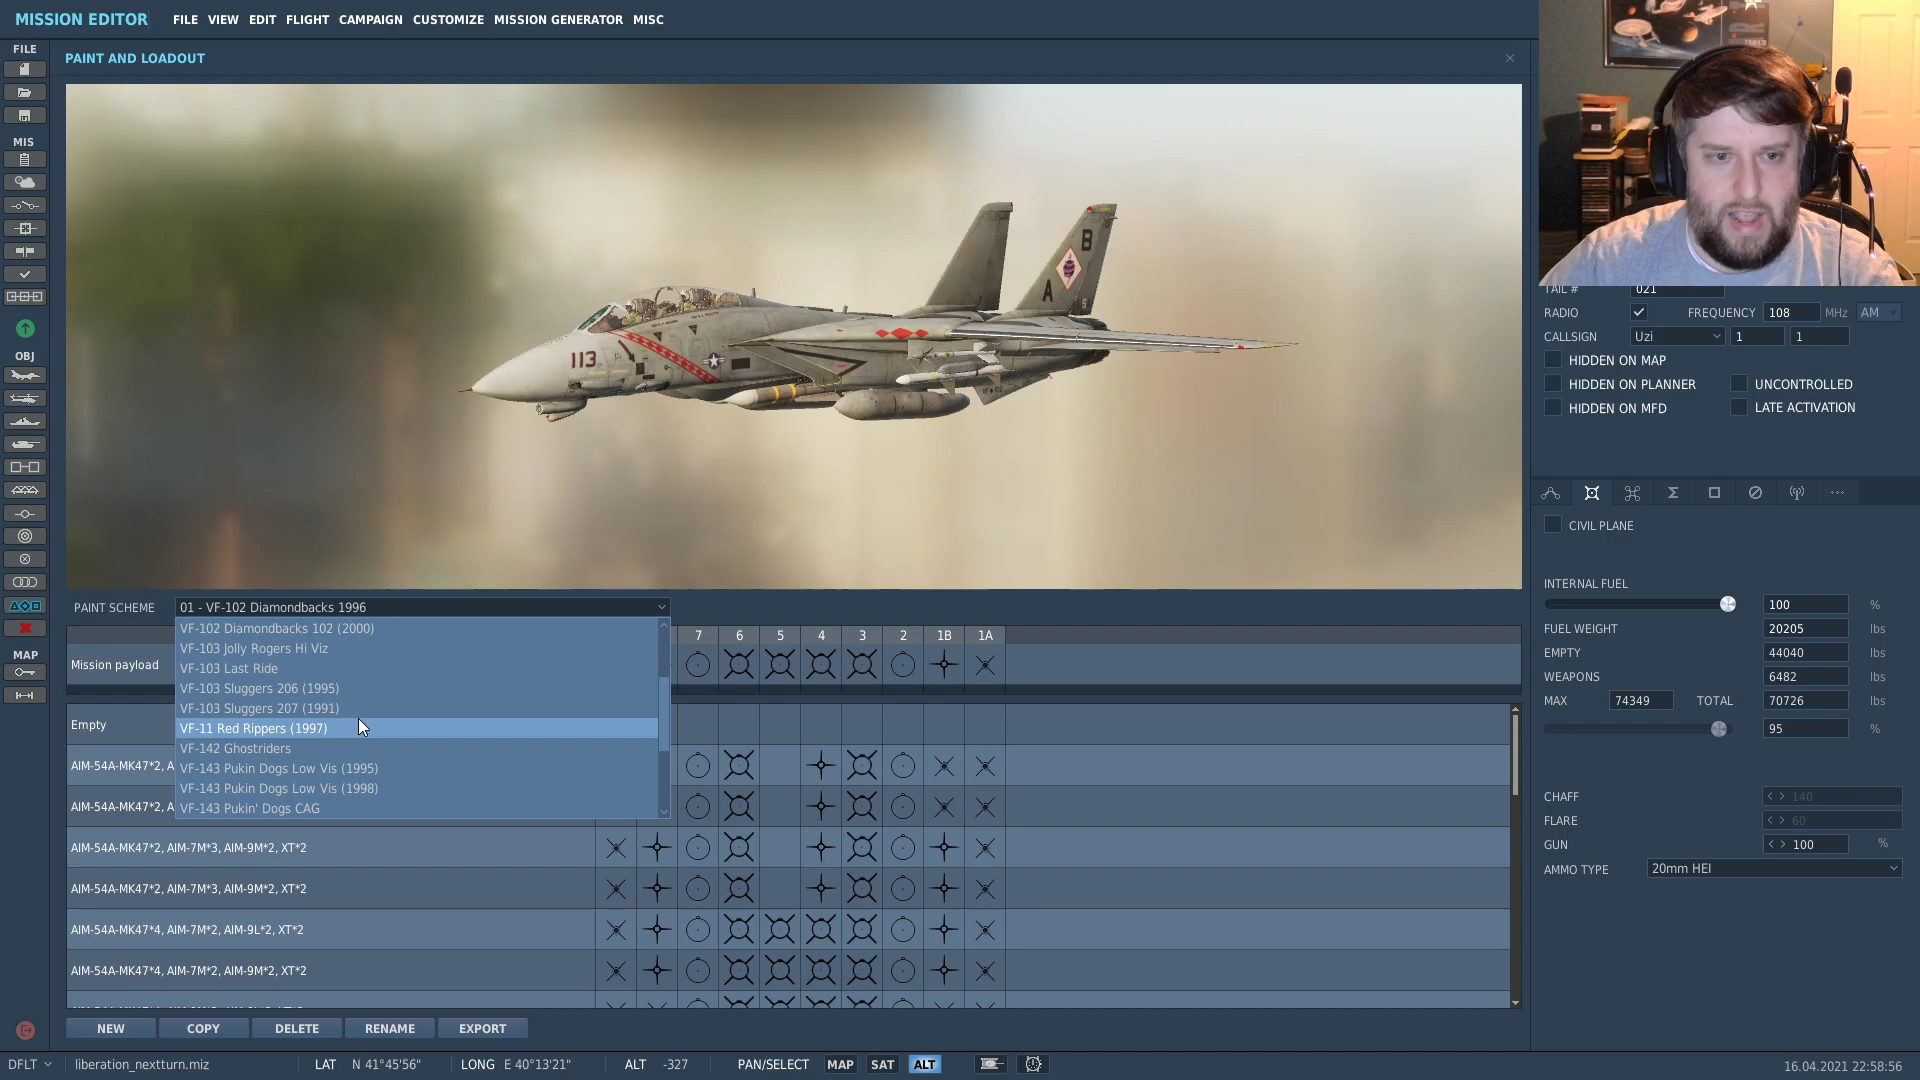 MISSION EDITOR
FILE VIEW EDIT FLIGHT CAMPAIGN CUSTOMIZE MISSION GENERATOR MISC
FILE
PAINT AND LOADOUT
MIS
OBJ
MAP
113
B
A
TAIL # 021
RADIO FREQUENCY 108 MHz AM
CALLSIGN Uzi 1 1
HIDDEN ON MAP
HIDDEN ON PLANNER UNCONTROLLED
HIDDEN ON MFD LATE ACTIVATION
CIVIL PLANE
INTERNAL FUEL
100 %
FUEL WEIGHT 20205 lbs
EMPTY 44040 lbs
WEAPONS 6482 lbs
MAX 74349 TOTAL 70726 lbs
95 %
CHAFF 140
FLARE 60
GUN 100 %
AMMO TYPE 20mm HEI
PAINT SCHEME 01 - VF-102 Diamondbacks 1996
VF-102 Diamondbacks 102 (2000)
VF-103 Jolly Rogers Hi Viz
VF-103 Last Ride
VF-103 Sluggers 206 (1995)
VF-103 Sluggers 207 (1991)
VF-11 Red Rippers (1997)
VF-142 Ghostriders
VF-143 Pukin Dogs Low Vis (1995)
VF-143 Pukin Dogs Low Vis (1998)
VF-143 Pukin' Dogs CAG
7 6 5 4 3 2 1B 1A
Mission payload
Empty
AIM-54A-MK47*2, A
AIM-54A-MK47*2, A
AIM-54A-MK47*2, AIM-7M*3, AIM-9M*2, XT*2
AIM-54A-MK47*2, AIM-7M*3, AIM-9M*2, XT*2
AIM-54A-MK47*4, AIM-7M*2, AIM-9L*2, XT*2
AIM-54A-MK47*4, AIM-7M*2, AIM-9M*2, XT*2
NEW COPY DELETE RENAME EXPORT
DFLT liberation_nextturn.miz LAT N 41°45'56" LONG E 40°13'21" ALT -327 PAN/SELECT MAP SAT ALT 16.04.2021 22:58:56